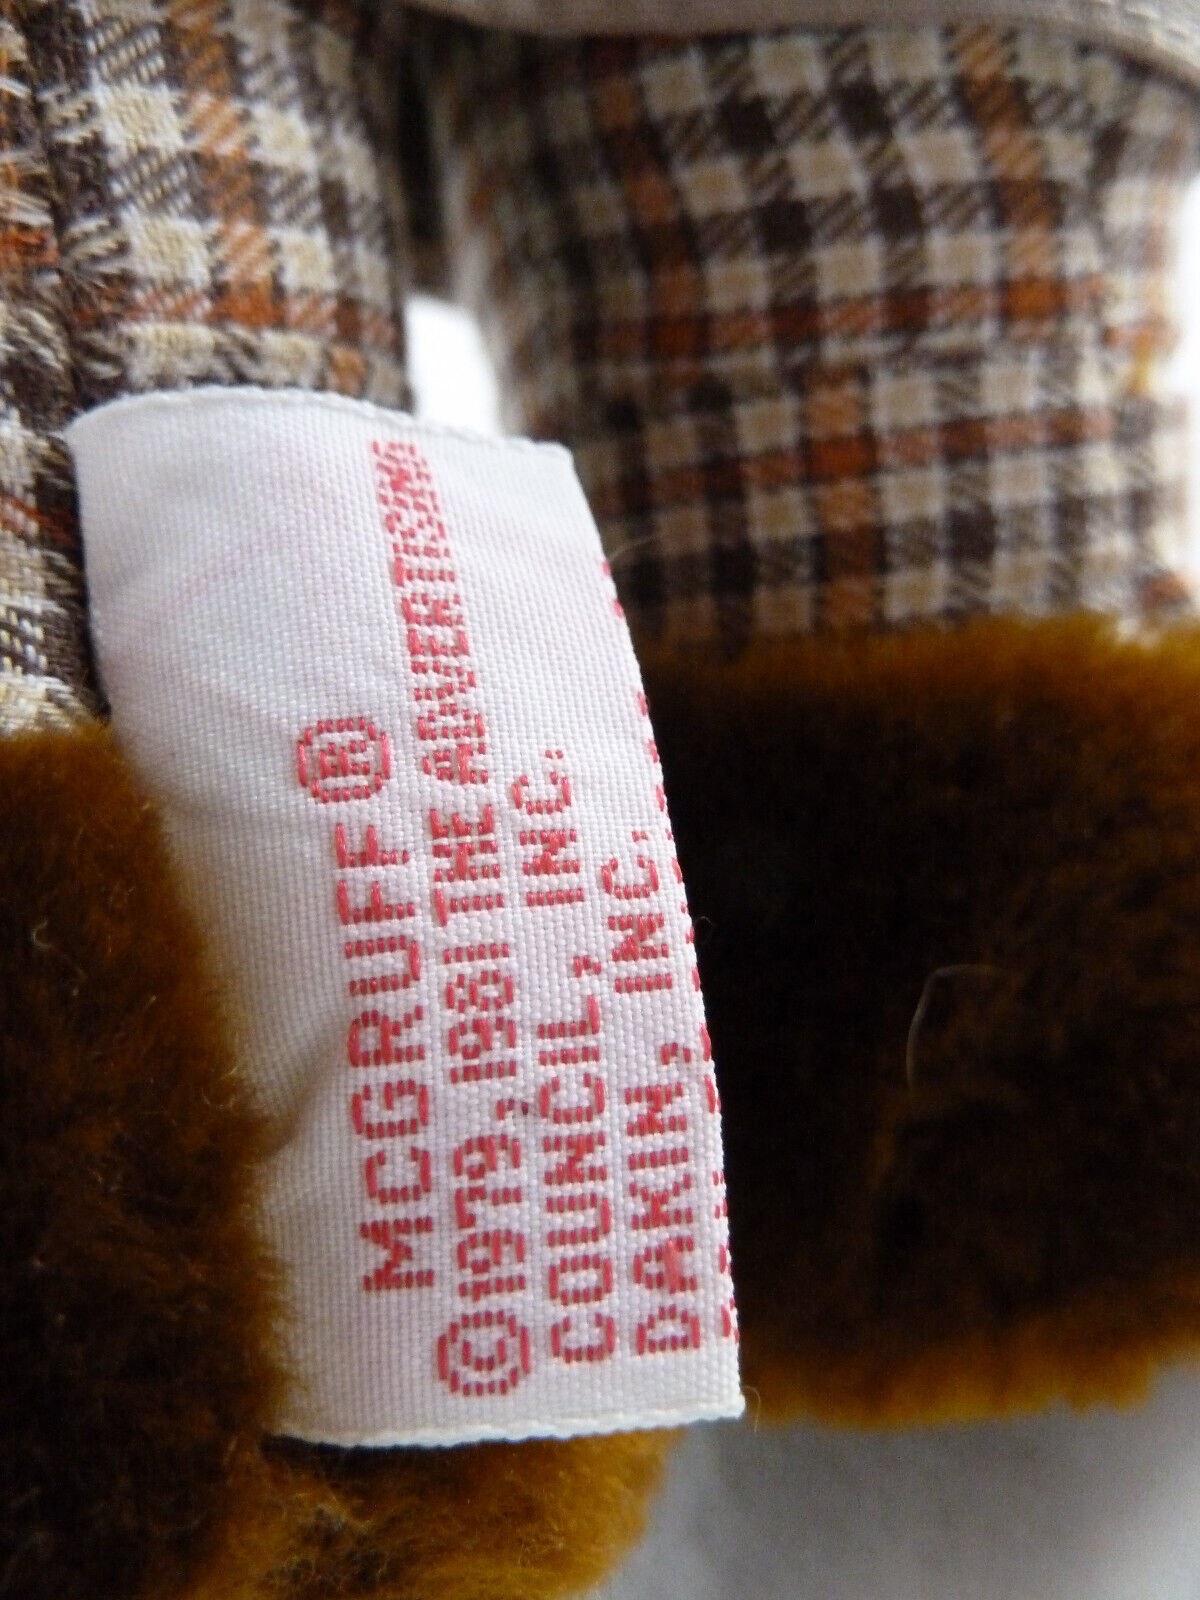 MCGRUFF ®
© 1979, 1981 THE ADVERTISING
COUNCIL, INC.
DAKIN, INC.